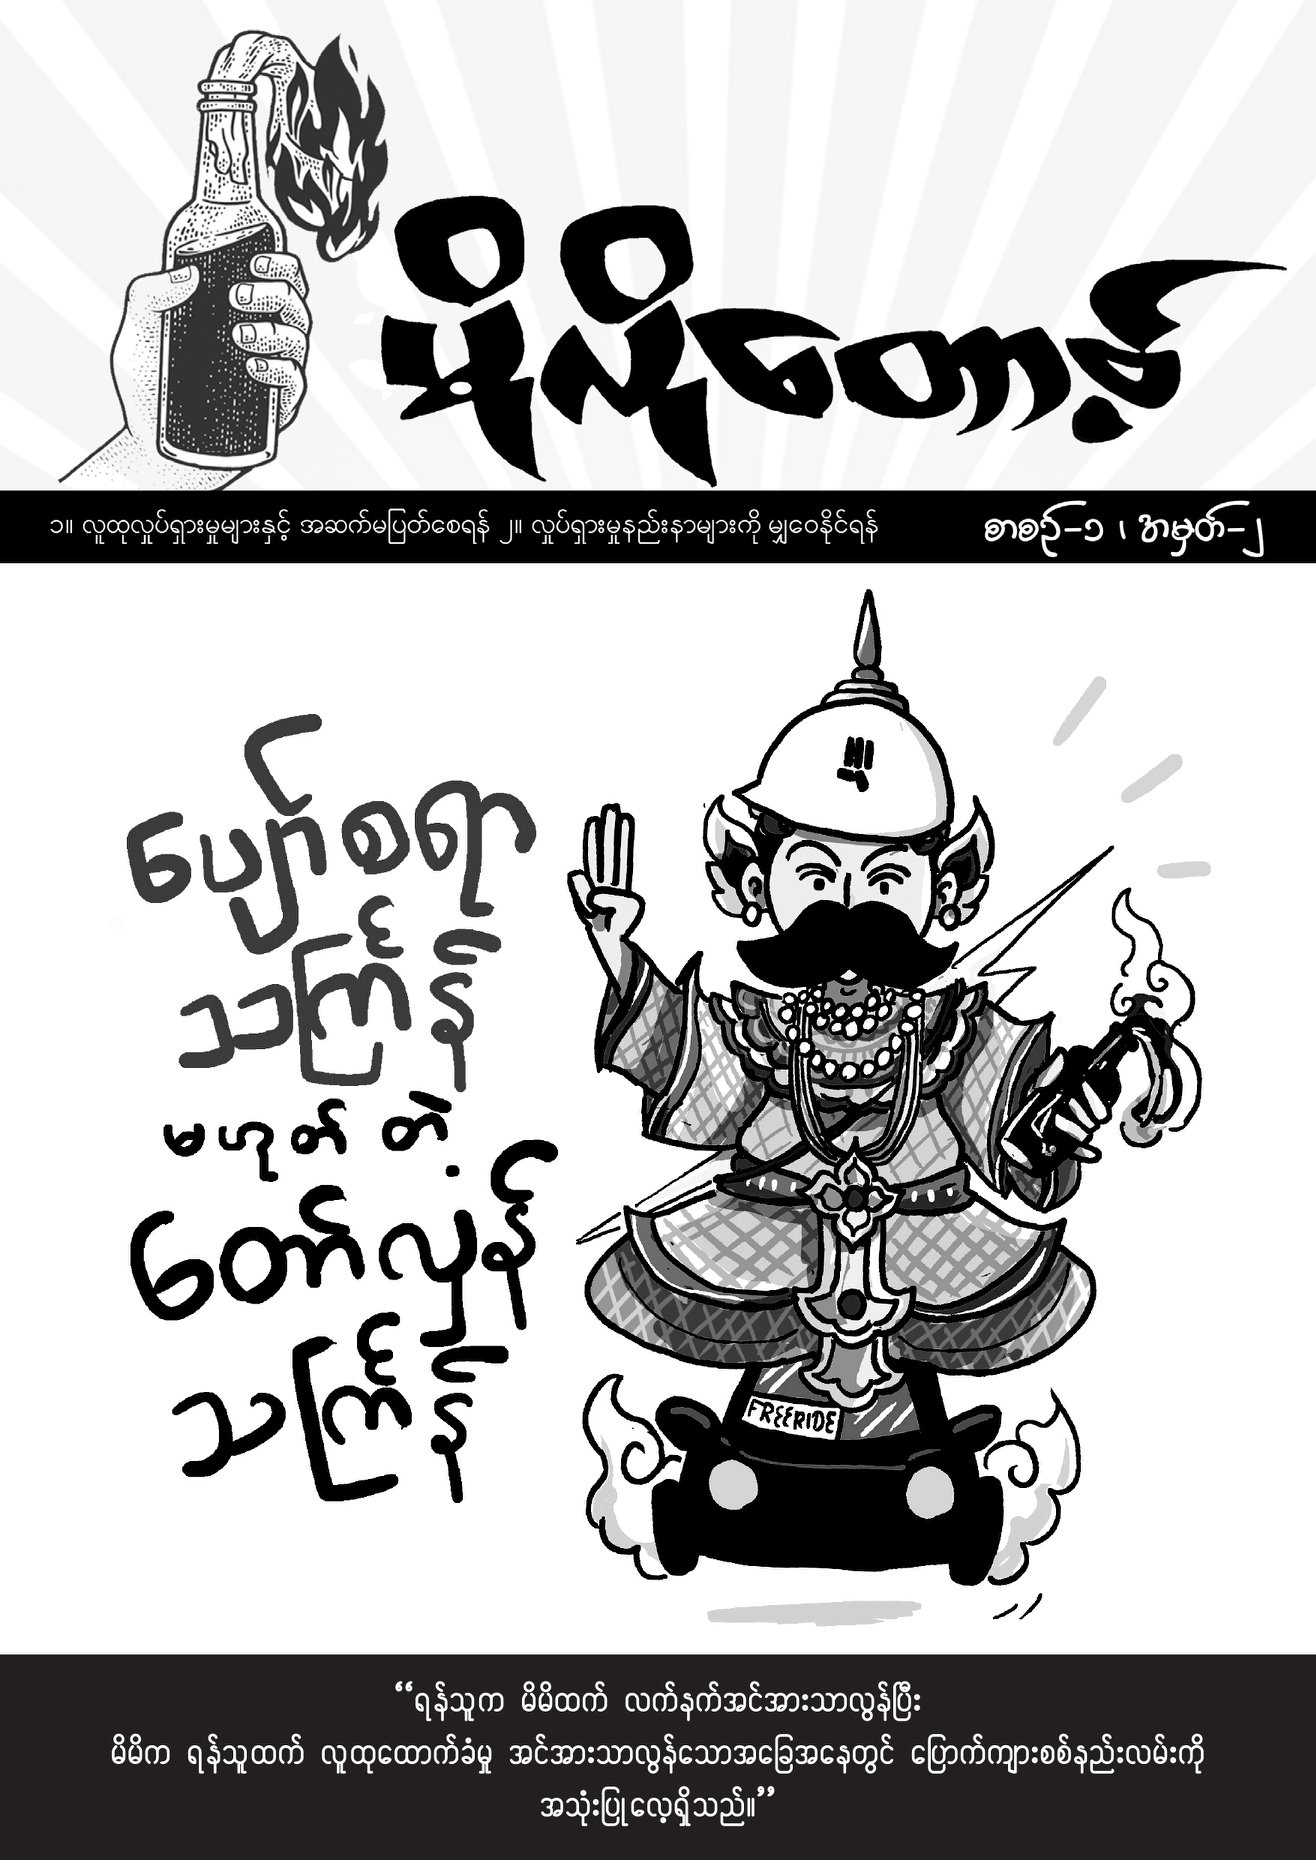 မိုလိုတော့ဗ်
၁။ လူထုလှုပ်ရှားမှုများနှင့် အဆက်မပြတ်စေရန် ၂။ လှုပ်ရှားမှုနည်းနာများကို မျှဝေနိုင်ရန်
စာစဉ်-၁ ၊ အမှတ်-၂
ပျော်စရာ
သင်္ကြန်
မဟုတ်တဲ့
တော်လှန်
သင်္ကြန်
FREERIDE
“ရန်သူက မိမိထက် လက်နက်အင်အားသာလွန်ပြီး
မိမိက ရန်သူထက် လူထုထောက်ခံမှု အင်အားသာလွန်သောအခြေအနေတွင် ပြောက်ကျားစစ်နည်းလမ်းကို
အသုံးပြုလေ့ရှိသည်။”